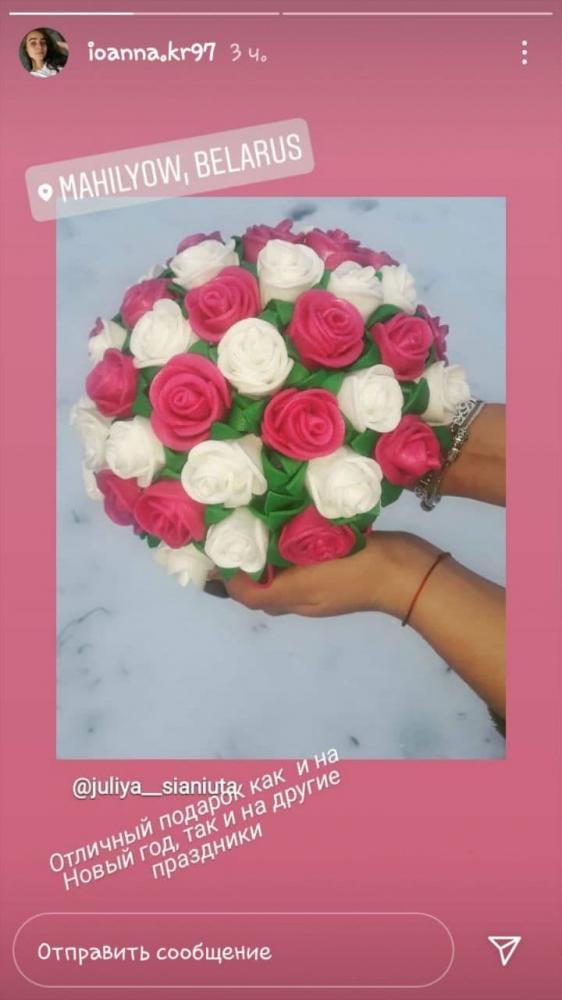 ioanna.kr97 3 ч.
MAHILYOW, BELARUS
@juliya__sianiuta
Отличный подарок как и на
Новый год, так и на другие
праздники
Отправить сообщение